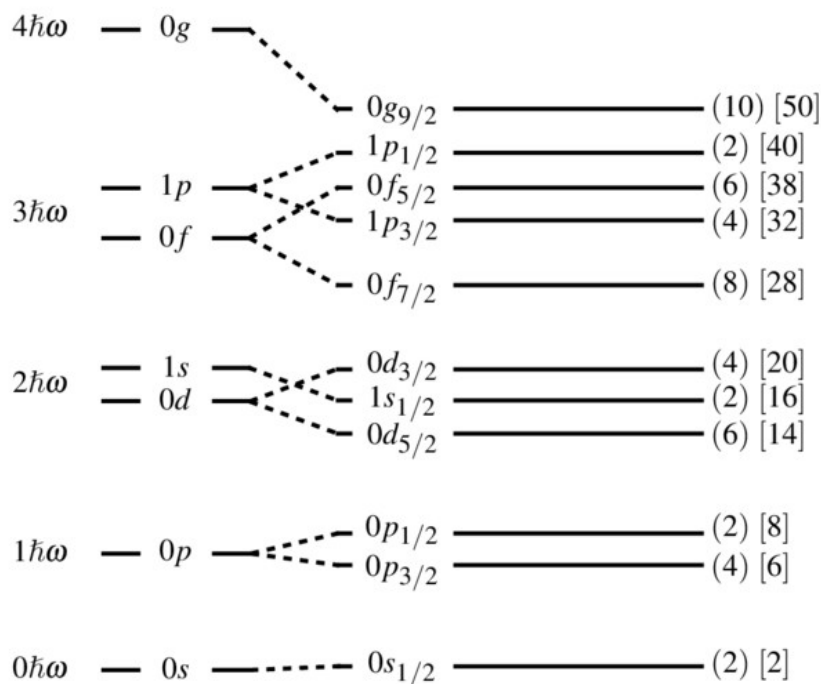 4ℏω 0g
0g9/2 (10) [50]
1p1/2 (2) [40]
1p 0f5/2 (6) [38]
3ℏω
1p3/2 (4) [32]
0f
0f7/2 (8) [28]
1s 0d3/2 (4) [20]
2ℏω
0d 1s1/2 (2) [16]
0d5/2 (6) [14]
0p1/2 (2) [8]
1ℏω 0p
0p3/2 (4) [6]
0ℏω 0s 0s1/2 (2) [2]